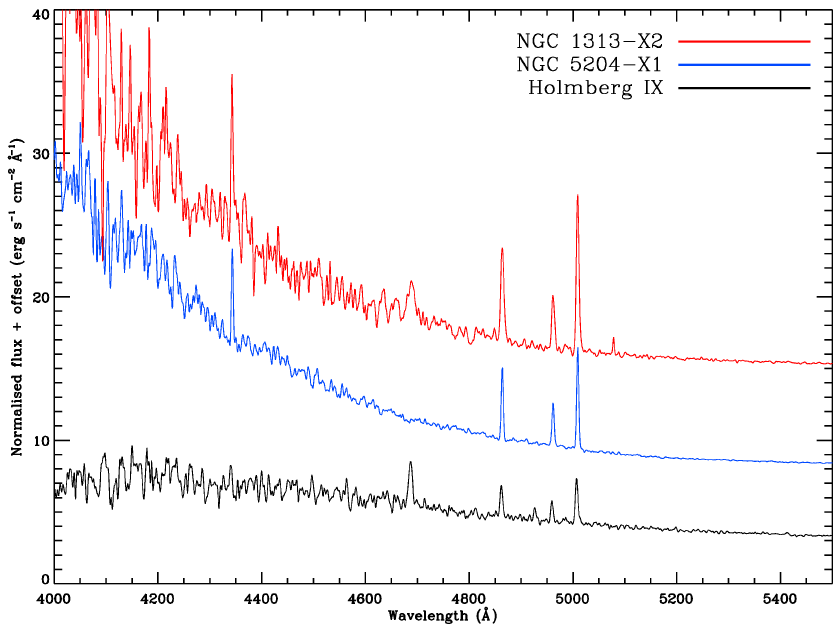 NGC 1313-X2
NGC 5204-X1
Holmberg IX
40
30
20
10
0
Normalised flux + offset (erg s⁻¹ cm⁻² Å⁻¹)
4000 4200 4400 4600 4800 5000 5200 5400
Wavelength (Å)